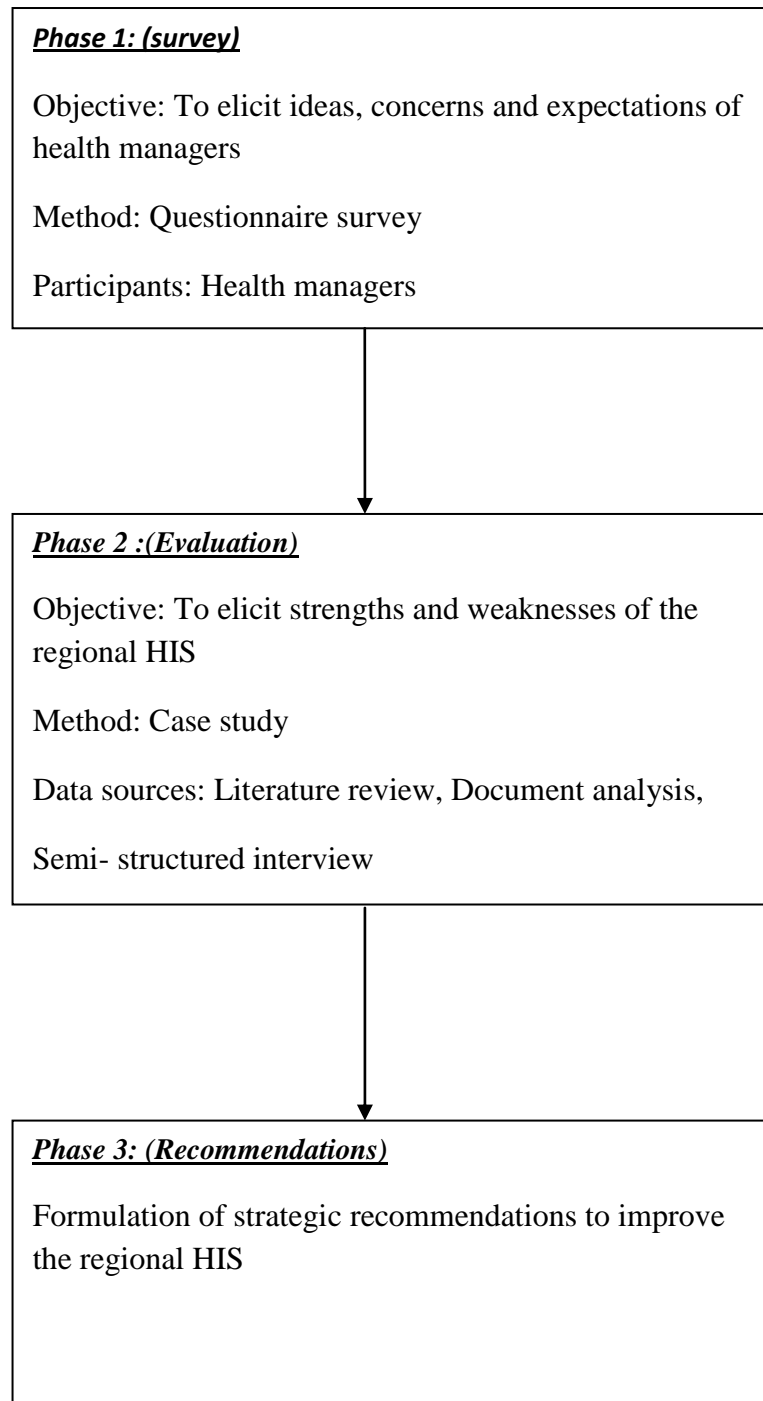 Phase 1: (survey)
Objective: To elicit ideas, concerns and expectations of
health managers
Method: Questionnaire survey
Participants: Health managers
Phase 2 :(Evaluation)
Objective: To elicit strengths and weaknesses of the
regional HIS
Method: Case study
Data sources: Literature review, Document analysis,
Semi- structured interview
Phase 3: (Recommendations)
Formulation of strategic recommendations to improve
the regional HIS